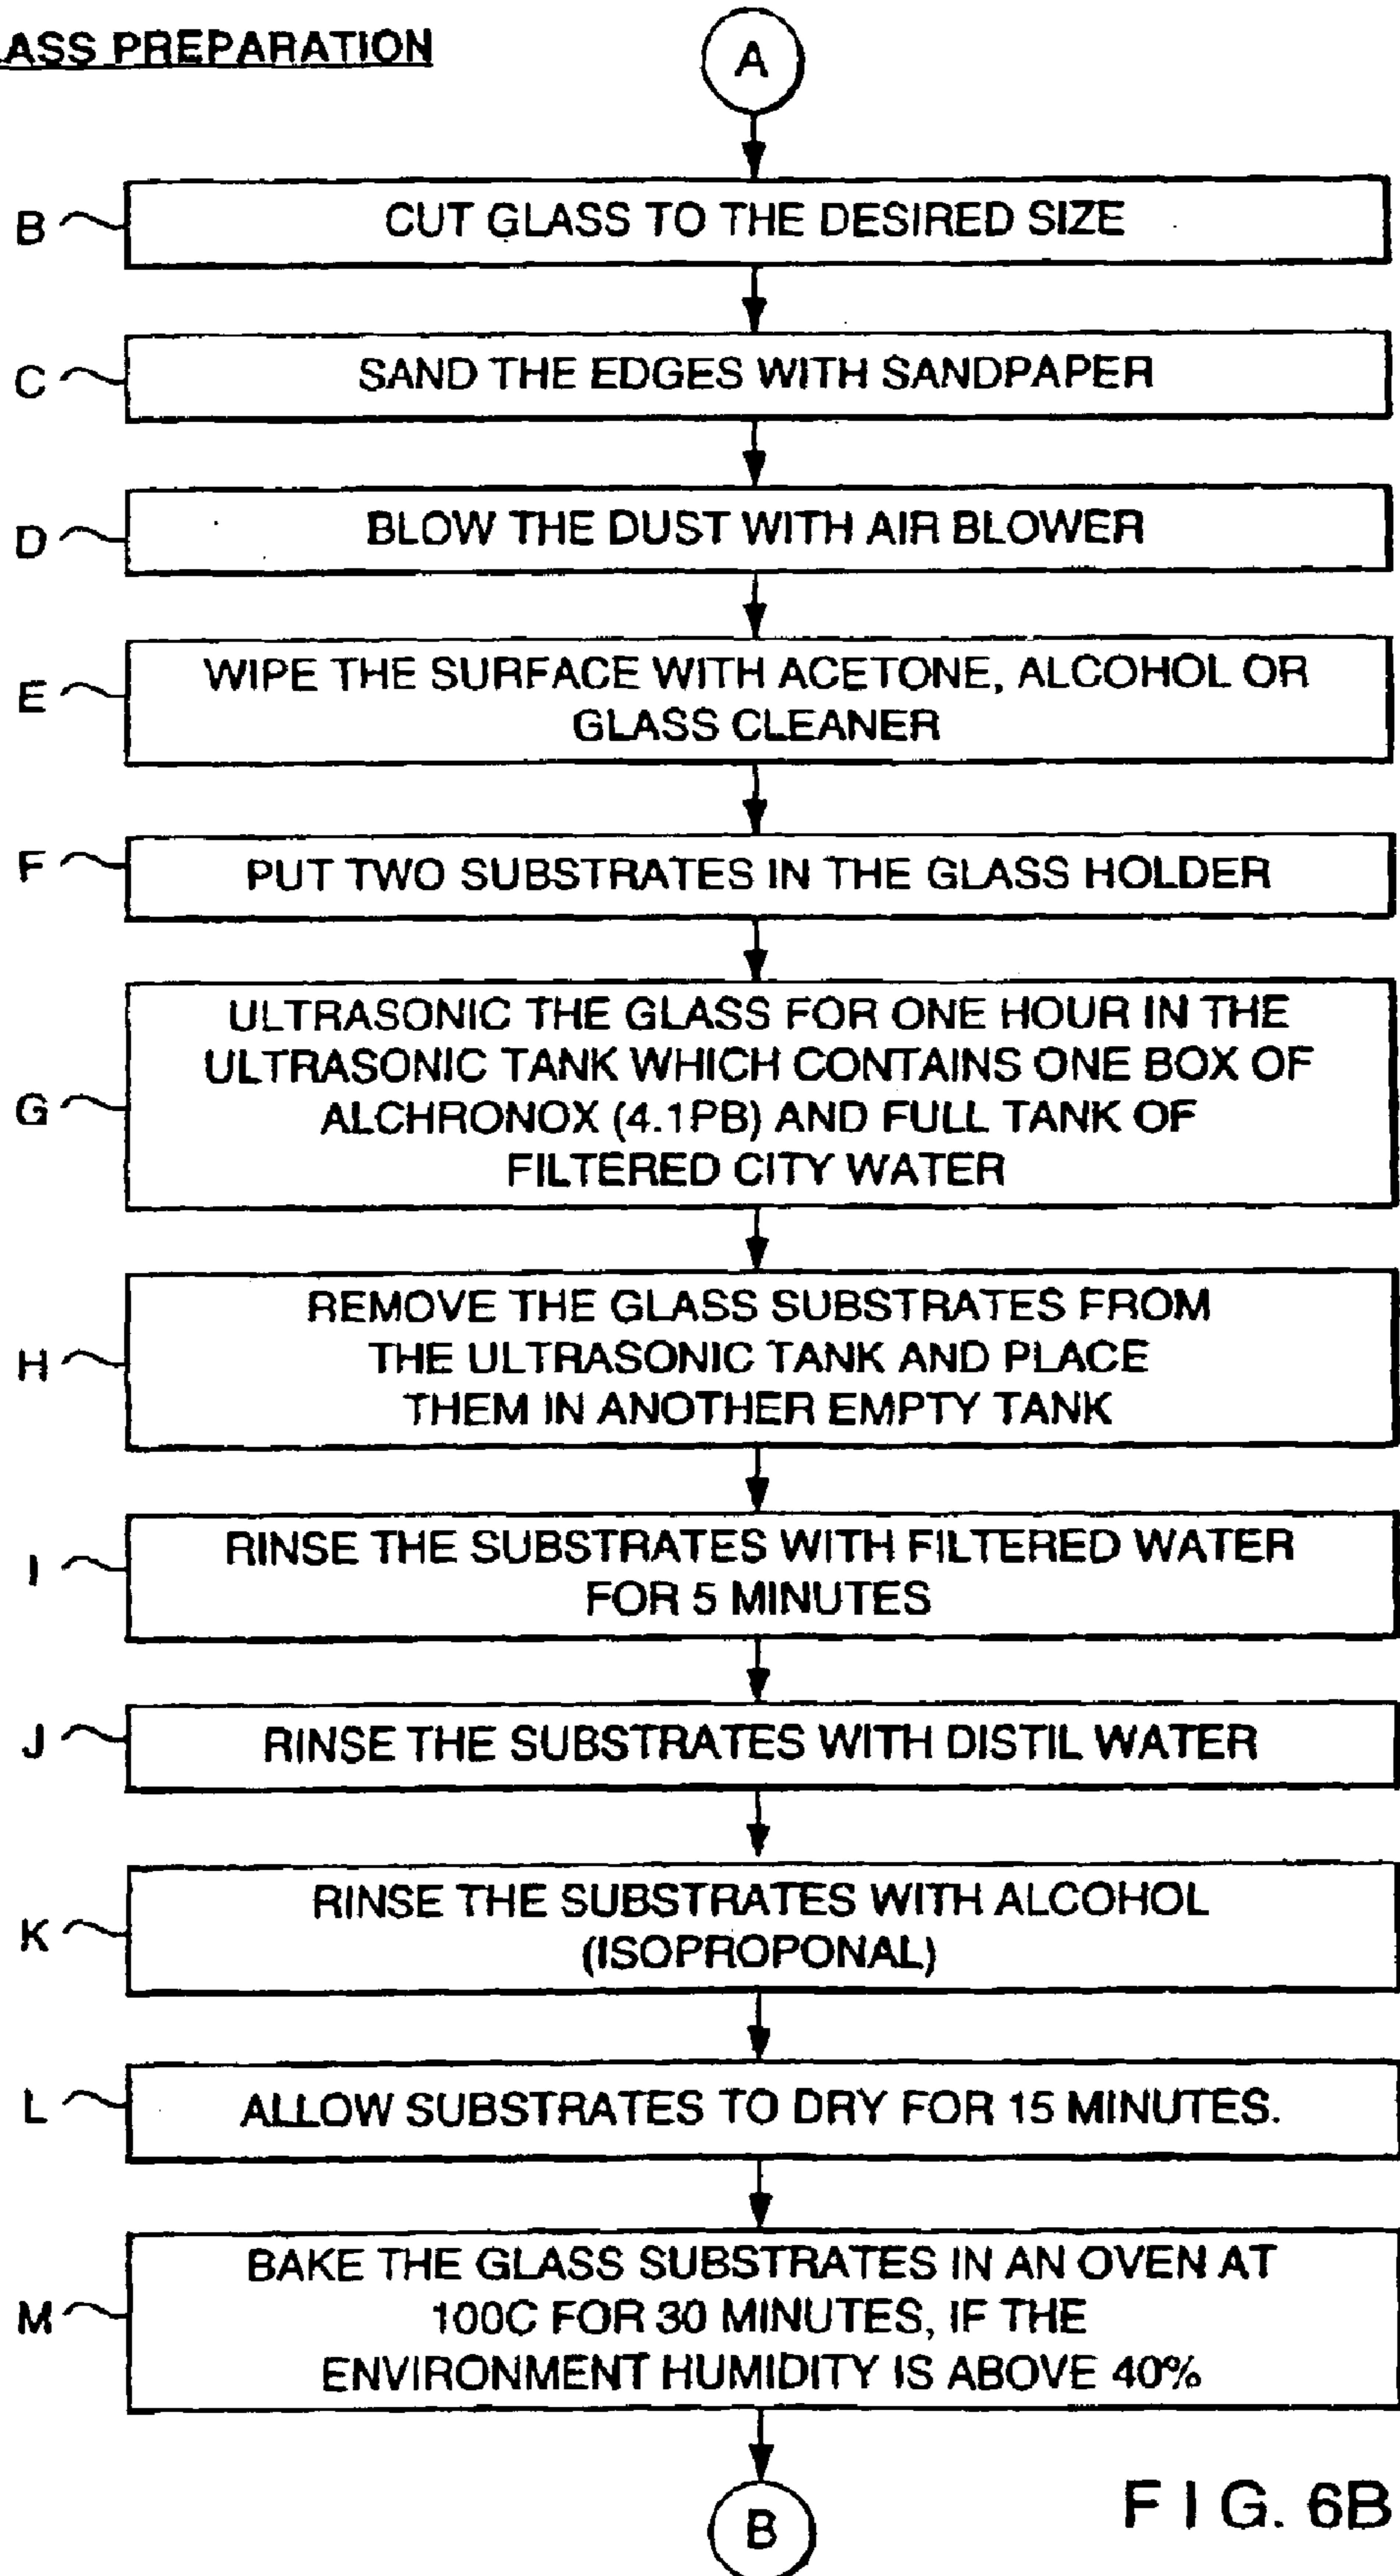 ASS PREPARATION
A
B
CUT GLASS TO THE DESIRED SIZE
C
SAND THE EDGES WITH SANDPAPER
D
BLOW THE DUST WITH AIR BLOWER
E
WIPE THE SURFACE WITH ACETONE, ALCOHOL OR
GLASS CLEANER
F
PUT TWO SUBSTRATES IN THE GLASS HOLDER
G
ULTRASONIC THE GLASS FOR ONE HOUR IN THE
ULTRASONIC TANK WHICH CONTAINS ONE BOX OF
ALCHRONOX (4.1PB) AND FULL TANK OF
FILTERED CITY WATER
H
REMOVE THE GLASS SUBSTRATES FROM
THE ULTRASONIC TANK AND PLACE
THEM IN ANOTHER EMPTY TANK
I
RINSE THE SUBSTRATES WITH FILTERED WATER
FOR 5 MINUTES
J
RINSE THE SUBSTRATES WITH DISTIL WATER
K
RINSE THE SUBSTRATES WITH ALCOHOL
(ISOPROPONAL)
L
ALLOW SUBSTRATES TO DRY FOR 15 MINUTES.
M
BAKE THE GLASS SUBSTRATES IN AN OVEN AT
100C FOR 30 MINUTES, IF THE
ENVIRONMENT HUMIDITY IS ABOVE 40%
B
FIG. 6B